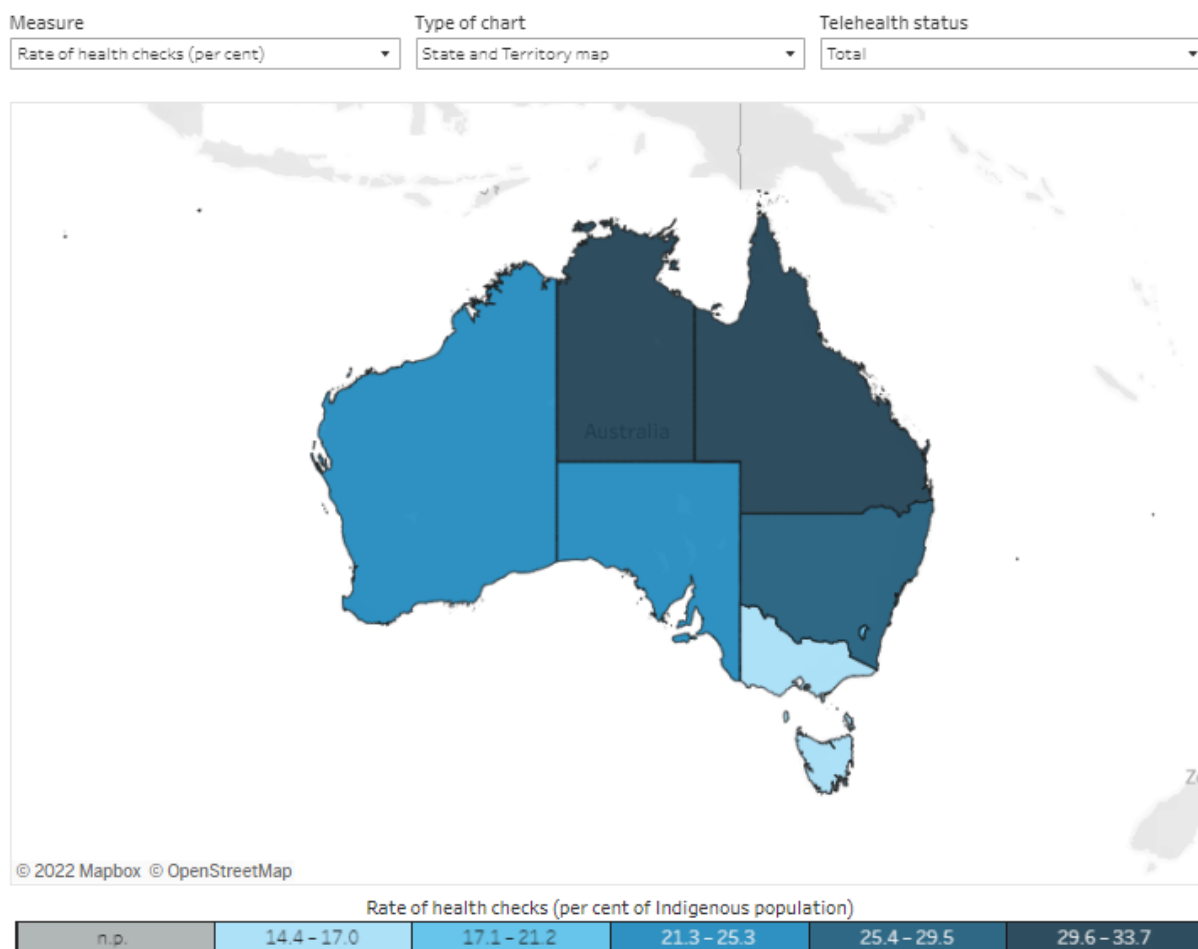 Measure
Type of chart
Telehealth status
Rate of health checks (per cent)
State and Territory map
Total
Australia
© 2022 Mapbox © OpenStreetMap
Rate of health checks (per cent of Indigenous population)
n.p.
14.4 – 17.0
17.1 – 21.2
21.3 – 25.3
25.4 – 29.5
29.6 – 33.7